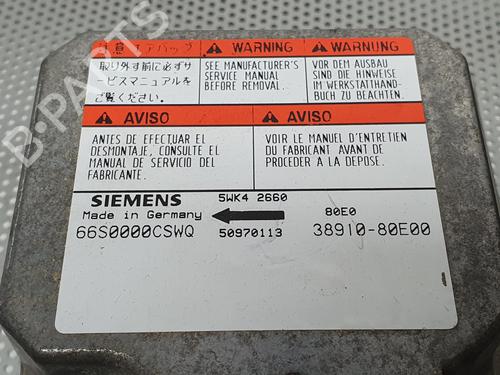 注意 エアバッグ
取り外す前に必ずサ
ービスマニュアルを
ご覧ください。
WARNING
SEE MANUFACTURER'S
SERVICE MANUAL
BEFORE REMOVAL.
WARNUNG
VOR DEM AUSBAU
SIND DIE HINWEISE
IM WERKSTATTHAND-
BUCH ZU BEACHTEN.
AVISO
ANTES DE EFECTUAR EL
DESMONTAJE, CONSULTE EL
MANUAL DE SERVICIO DEL
FABRICANTE.
AVISO
VOIR LE MANUEL D'ENTRETIEN
DU FABRICANT AVANT DE
PROCEDER A LA DEPOSE.
SIEMENS
Made in Germany
66S0000CSWQ
5WK4 2660
50970113
80E0
38910-80E00
B-PARTS